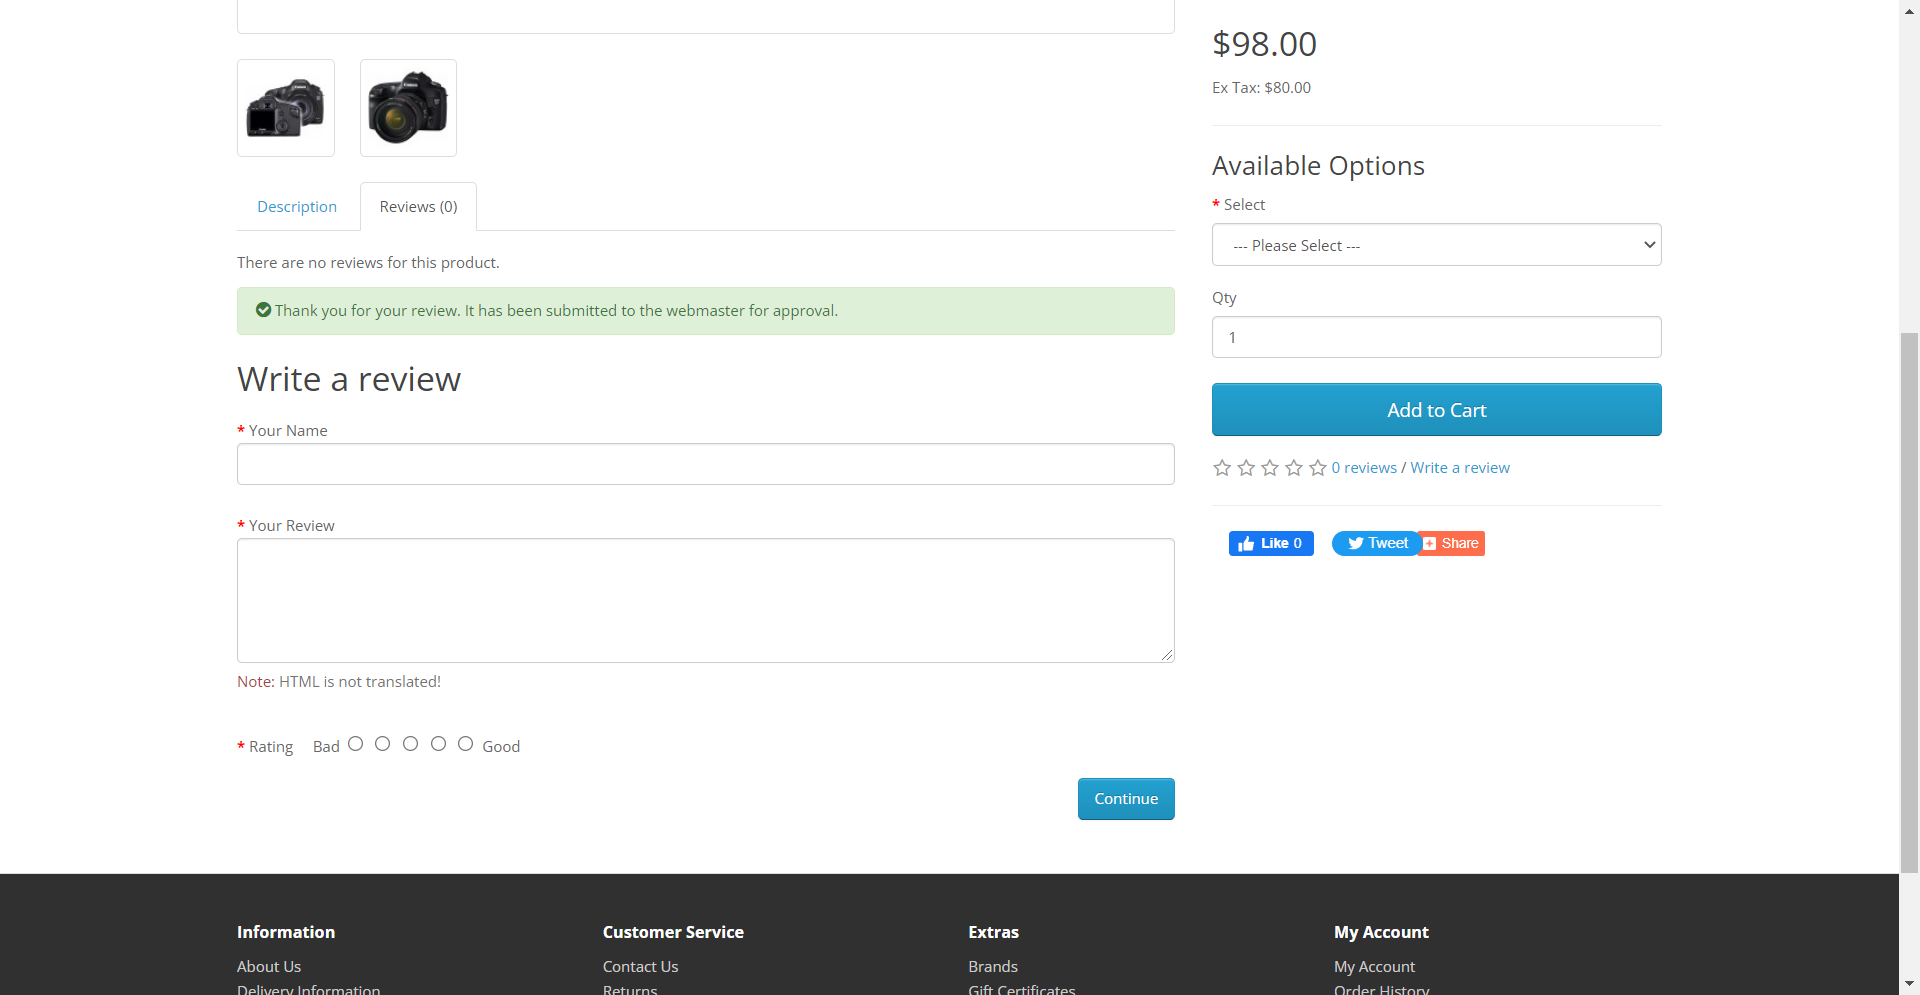 Description
Reviews (0)
There are no reviews for this product.
Thank you for your review. It has been submitted to the webmaster for approval.
Write a review
* Your Name
* Your Review
Note: HTML is not translated!
* Rating Bad Good
Continue
$98.00
Ex Tax: $80.00
Available Options
* Select
--- Please Select ---
Qty
1
Add to Cart
0 reviews / Write a review
Like 0
Tweet
Share
Information
About Us
Delivery Information
Customer Service
Contact Us
Returns
Extras
Brands
Gift Certificates
My Account
My Account
Order History